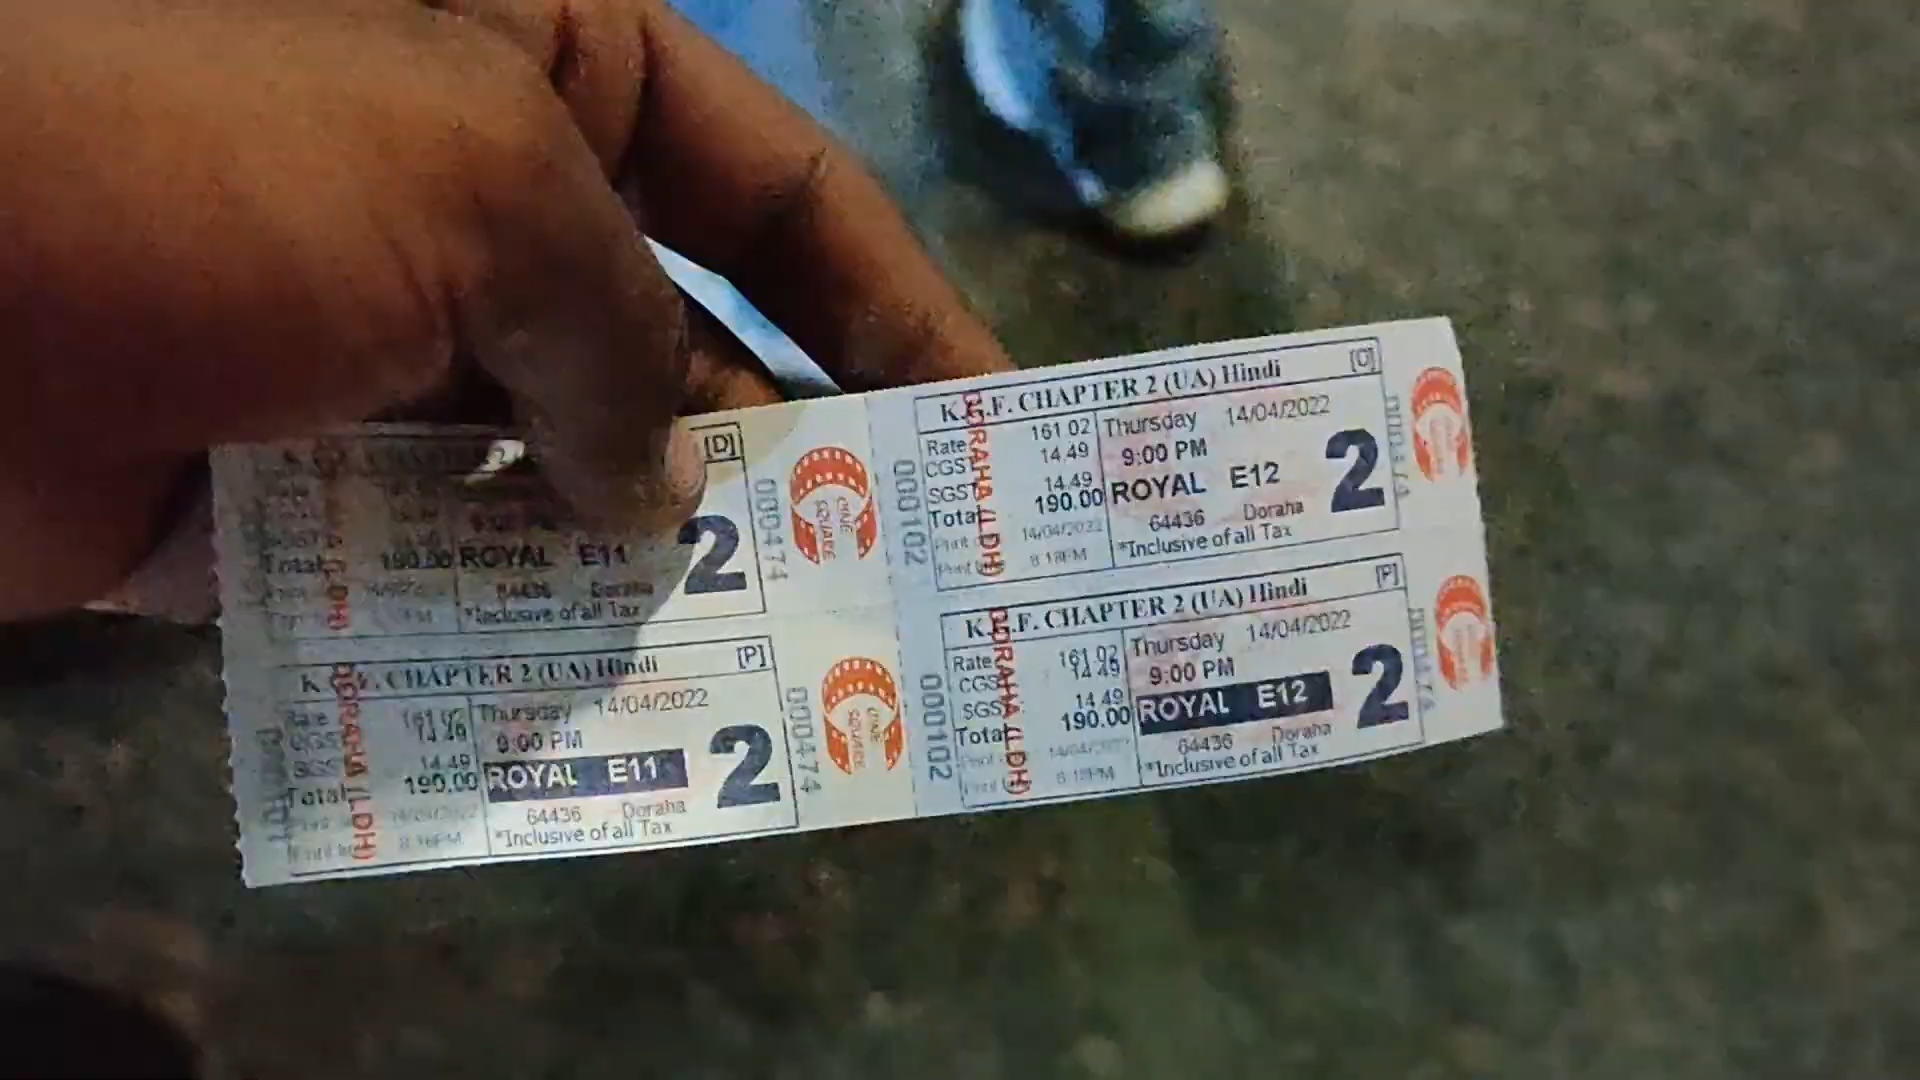 [D]
Total 190.00 ROYAL E11
64436 Doraha
*Inclusive of all Tax
2
000474
CINE SQUARE
CHAPTER 2 (UA) Hindi [P]
Rate 161.02 Thursday 14/04/2022
9:00 PM
14.49
Total 190.00 ROYAL E11
64436 Doraha
*Inclusive of all Tax
2
DORAHA (LDH)
000474
CINE SQUARE
K.G.F. CHAPTER 2 (UA) Hindi [O]
Rate 161.02 Thursday 14/04/2022
CGST 14.49 9:00 PM
SGST 14.49 ROYAL E12
Total 190.00
64436 Doraha
14/04/2022
*Inclusive of all Tax
8:18PM
2
DORAHA (LDH)
000102
K.G.F. CHAPTER 2 (UA) Hindi [P]
Rate 161.02 Thursday 14/04/2022
CGST 14.49 9:00 PM
SGST 14.49 ROYAL E12
Total 190.00
64436 Doraha
*Inclusive of all Tax
2
DORAHA (LDH)
000102